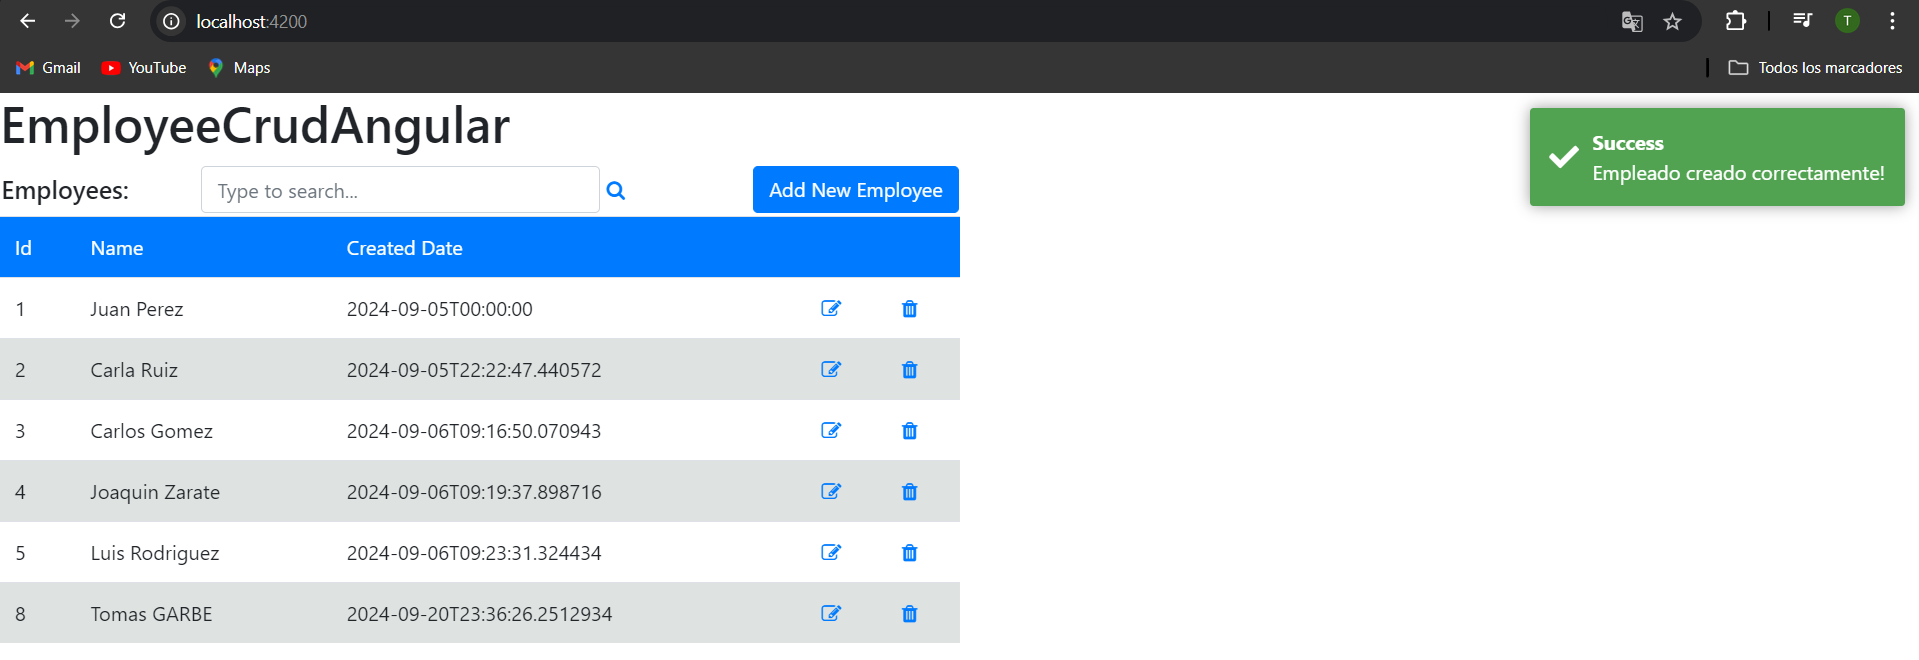 localhost:4200
T
Gmail YouTube Maps Todos los marcadores
EmployeeCrudAngular
Success
Empleado creado correctamente!
Employees: Type to search... Add New Employee
Id Name Created Date
1 Juan Perez 2024-09-05T00:00:00
2 Carla Ruiz 2024-09-05T22:22:47.440572
3 Carlos Gomez 2024-09-06T09:16:50.070943
4 Joaquin Zarate 2024-09-06T09:19:37.898716
5 Luis Rodriguez 2024-09-06T09:23:31.324434
8 Tomas GARBE 2024-09-20T23:36:26.2512934